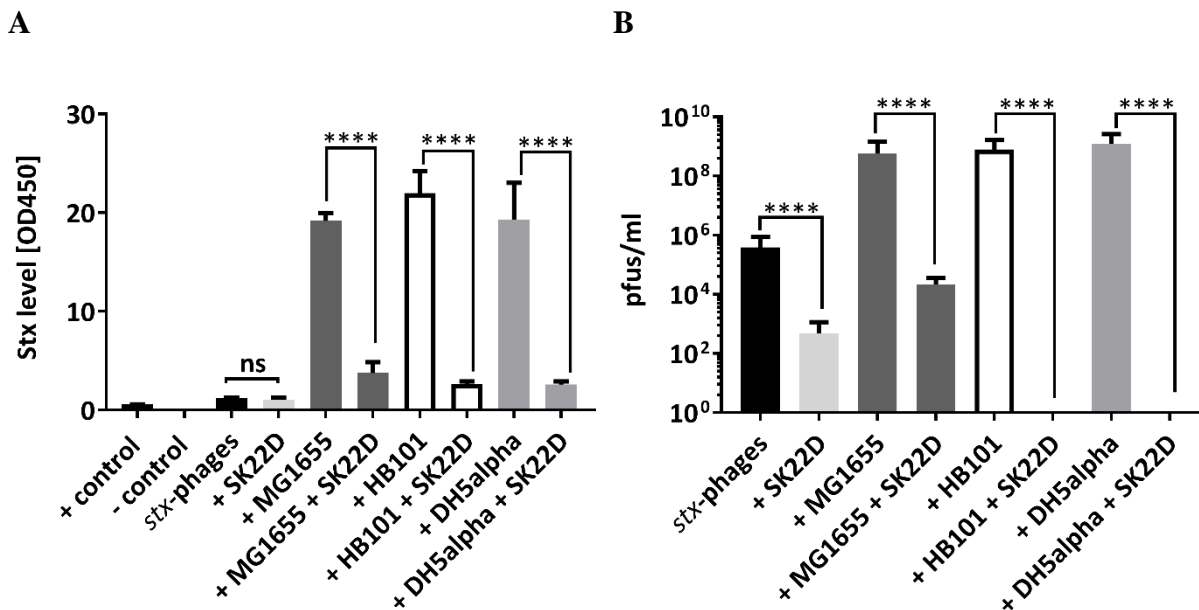 A
Stx level [OD450]
30
20
10
0
ns
****
****
****
+ control
- control
stx-phages
+ SK22D
+ MG1655
+ MG1655 + SK22D
+ HB101
+ HB101 + SK22D
+ DH5alpha
+ DH5alpha + SK22D
B
pfus/ml
10^10
10^8
10^6
10^4
10^2
10^0
****
****
****
****
stx-phages
+ SK22D
+ MG1655
+ MG1655 + SK22D
+ HB101
+ HB101 + SK22D
+ DH5alpha
+ DH5alpha + SK22D